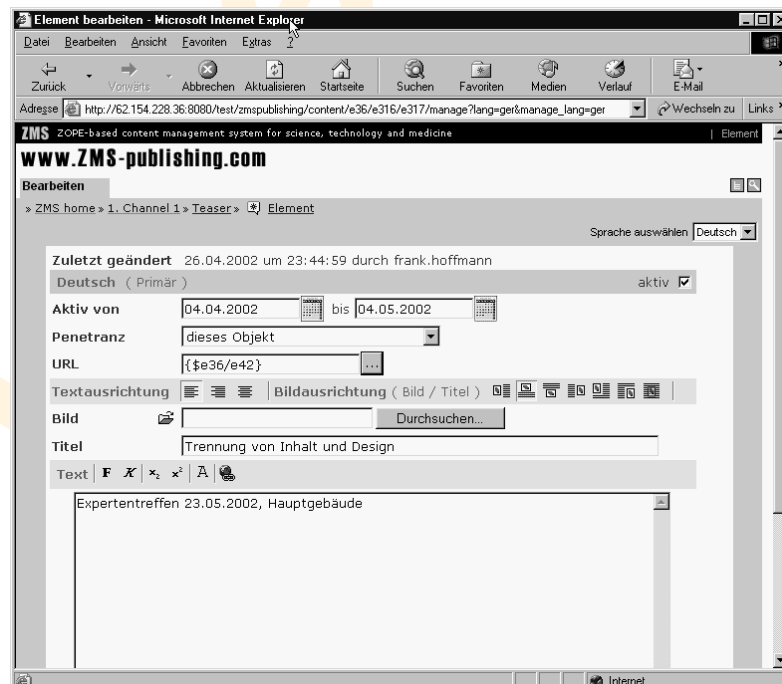 Element bearbeiten - Microsoft Internet Explorer
Datei Bearbeiten Ansicht Favoriten Extras ?
Zurück Vorwärts Abbrechen Aktualisieren Startseite Suchen Favoriten Medien Verlauf E-Mail
Adresse http://62.154.228.36:8080/test/zmspublishing/content/e36/e316/e317/manage?lang=ger&manage_lang=ger Wechseln zu Links
ZMS ZOPE-based content management system for science, technology and medicine | Element
www.ZMS-publishing.com
Bearbeiten
» ZMS home » 1. Channel 1 » Teaser » Element
Sprache auswählen Deutsch
Zuletzt geändert 26.04.2002 um 23:44:59 durch frank.hoffmann
Deutsch ( Primär ) aktiv
Aktiv von 04.04.2002 bis 04.05.2002
Penetranz dieses Objekt
URL {$e36/e42} ...
Textausrichtung Bildausrichtung ( Bild / Titel )
Bild Durchsuchen...
Titel Trennung von Inhalt und Design
Text F K x₂ x² A
Expertentreffen 23.05.2002, Hauptgebäude
Internet